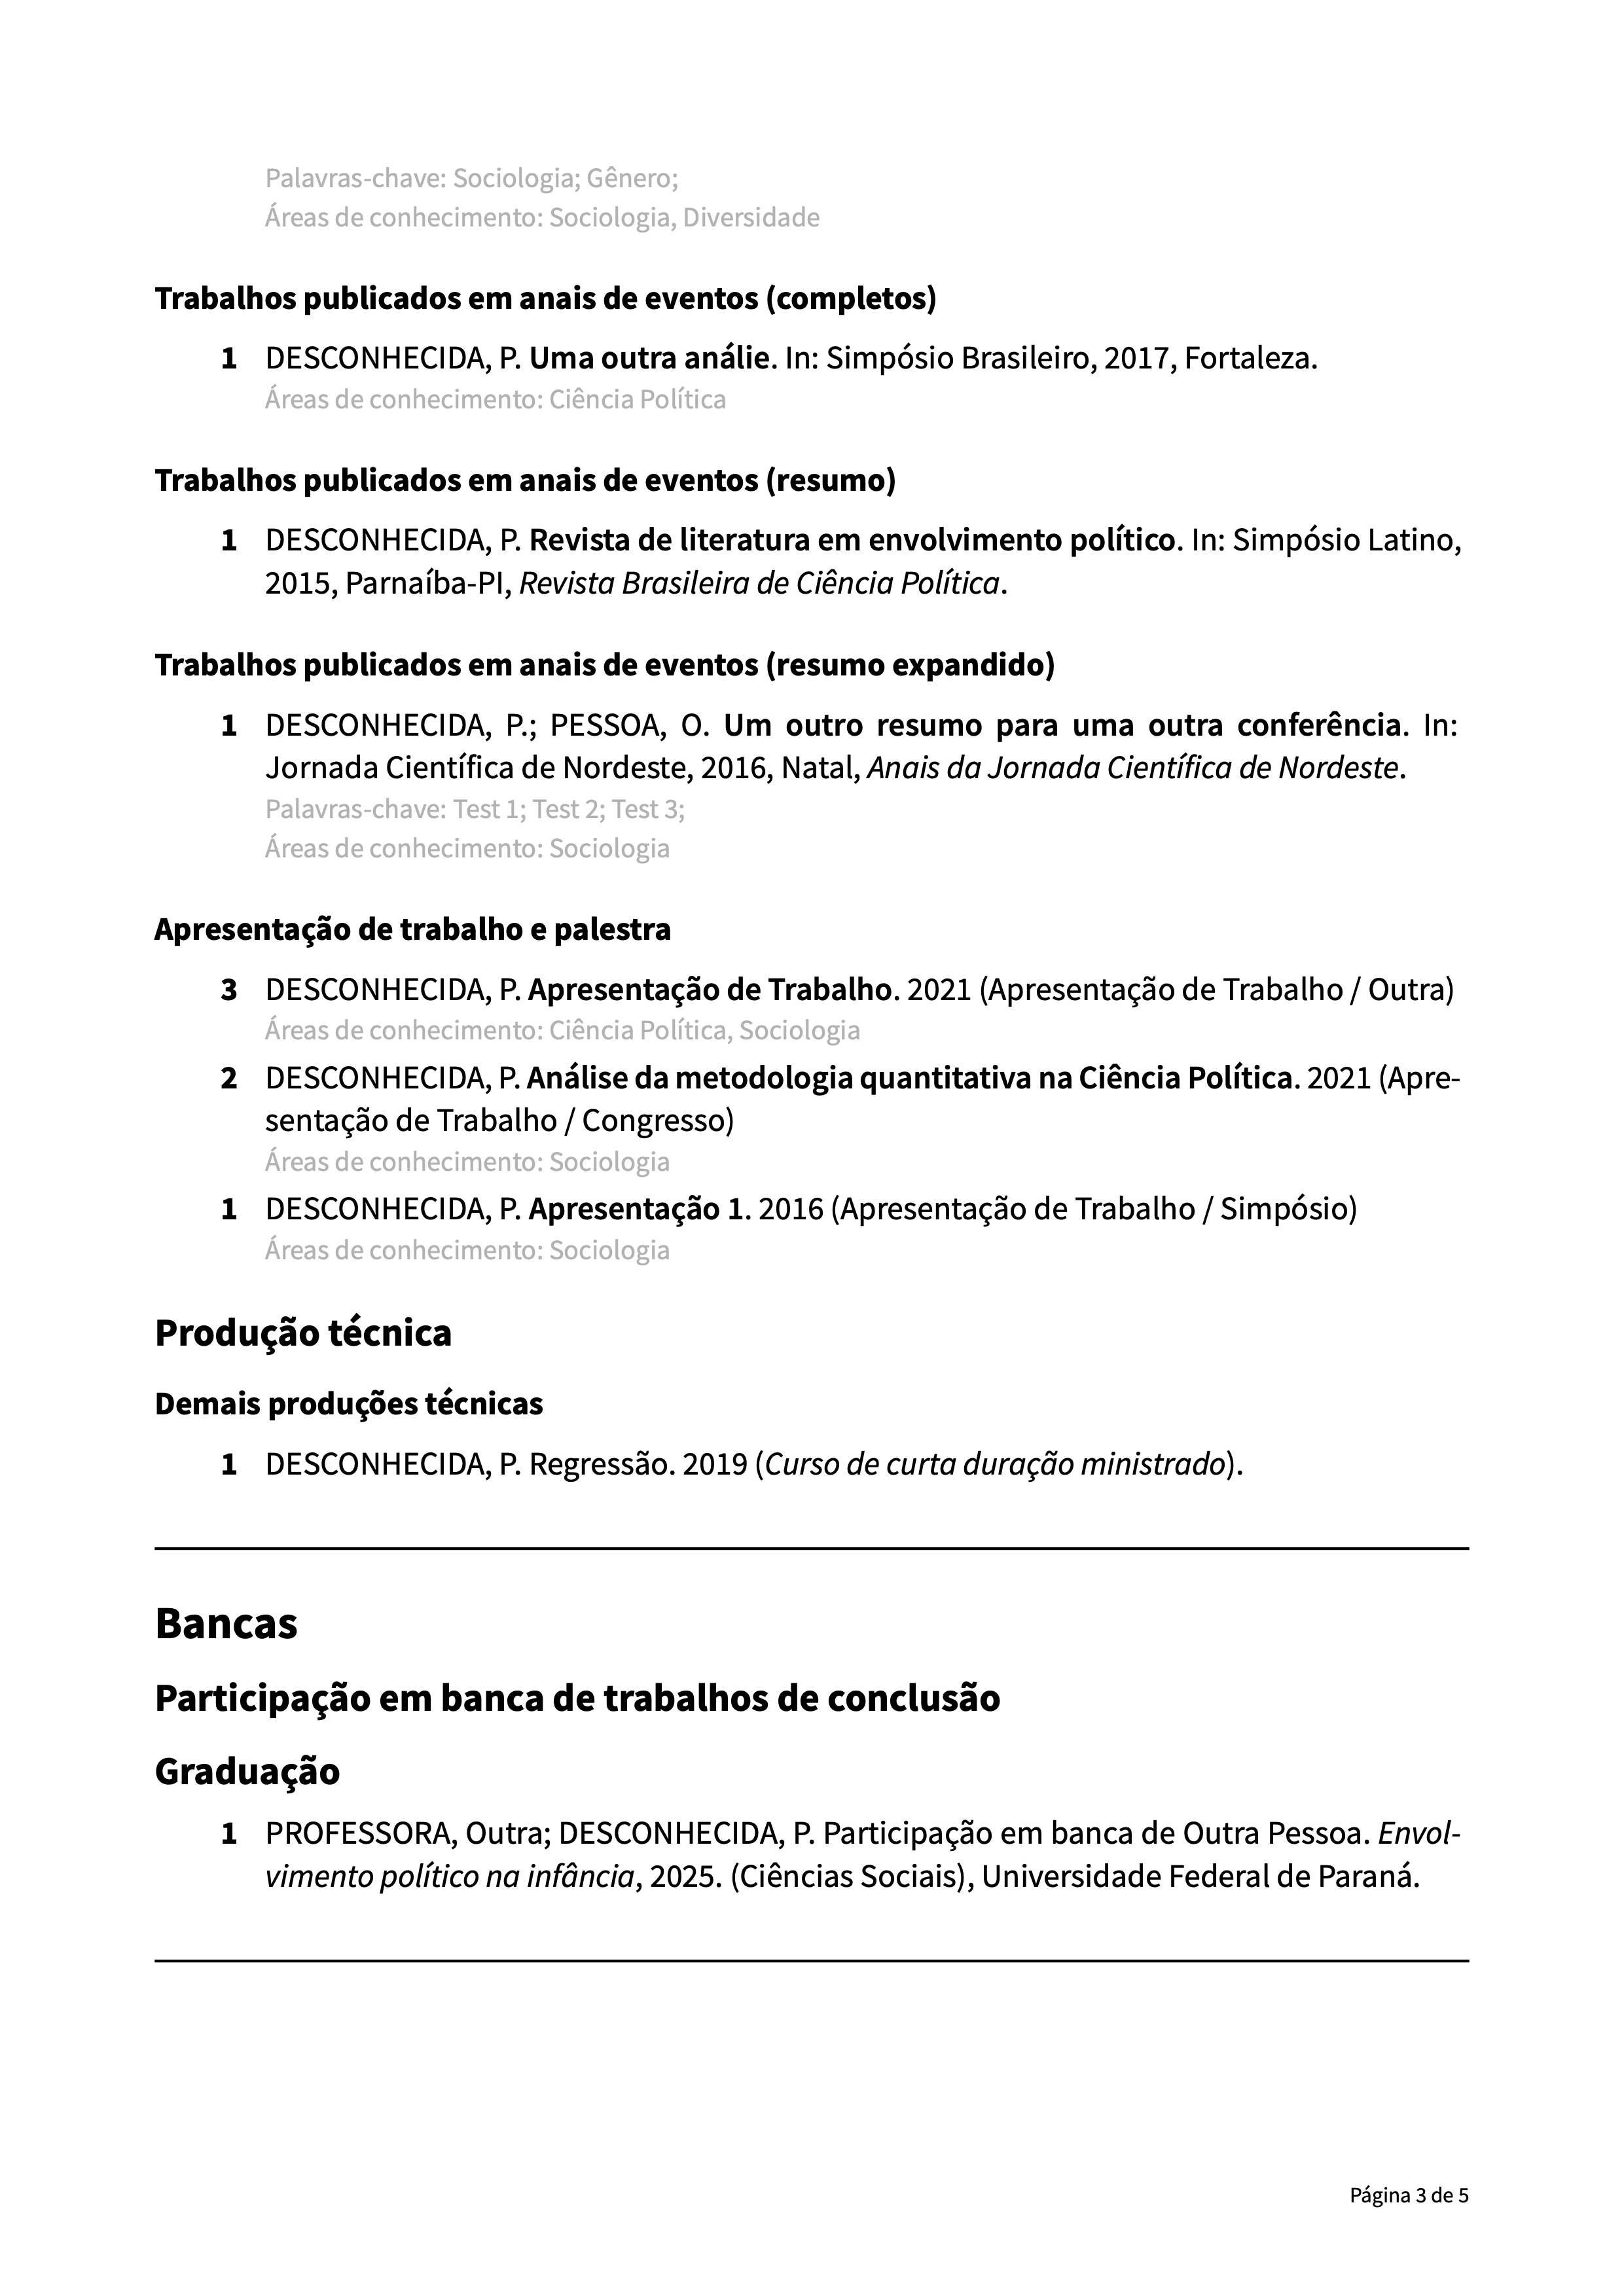 Palavras-chave: Sociologia; Gênero;
Áreas de conhecimento: Sociologia, Diversidade
Trabalhos publicados em anais de eventos (completos)
1 DESCONHECIDA, P. Uma outra análie. In: Simpósio Brasileiro, 2017, Fortaleza.
Áreas de conhecimento: Ciência Política
Trabalhos publicados em anais de eventos (resumo)
1 DESCONHECIDA, P. Revista de literatura em envolvimento político. In: Simpósio Latino,
2015, Parnaíba-PI, Revista Brasileira de Ciência Política.
Trabalhos publicados em anais de eventos (resumo expandido)
1 DESCONHECIDA, P.; PESSOA, O. Um outro resumo para uma outra conferência. In:
Jornada Científica de Nordeste, 2016, Natal, Anais da Jornada Científica de Nordeste.
Palavras-chave: Test 1; Test 2; Test 3;
Áreas de conhecimento: Sociologia
Apresentação de trabalho e palestra
3 DESCONHECIDA, P. Apresentação de Trabalho. 2021 (Apresentação de Trabalho / Outra)
Áreas de conhecimento: Ciência Política, Sociologia
2 DESCONHECIDA, P. Análise da metodologia quantitativa na Ciência Política. 2021 (Apre-
sentação de Trabalho / Congresso)
Áreas de conhecimento: Sociologia
1 DESCONHECIDA, P. Apresentação 1. 2016 (Apresentação de Trabalho / Simpósio)
Áreas de conhecimento: Sociologia
Produção técnica
Demais produções técnicas
1 DESCONHECIDA, P. Regressão. 2019 (Curso de curta duração ministrado).
Bancas
Participação em banca de trabalhos de conclusão
Graduação
1 PROFESSORA, Outra; DESCONHECIDA, P. Participação em banca de Outra Pessoa. Envol-
vimento político na infância, 2025. (Ciências Sociais), Universidade Federal de Paraná.
Página 3 de 5